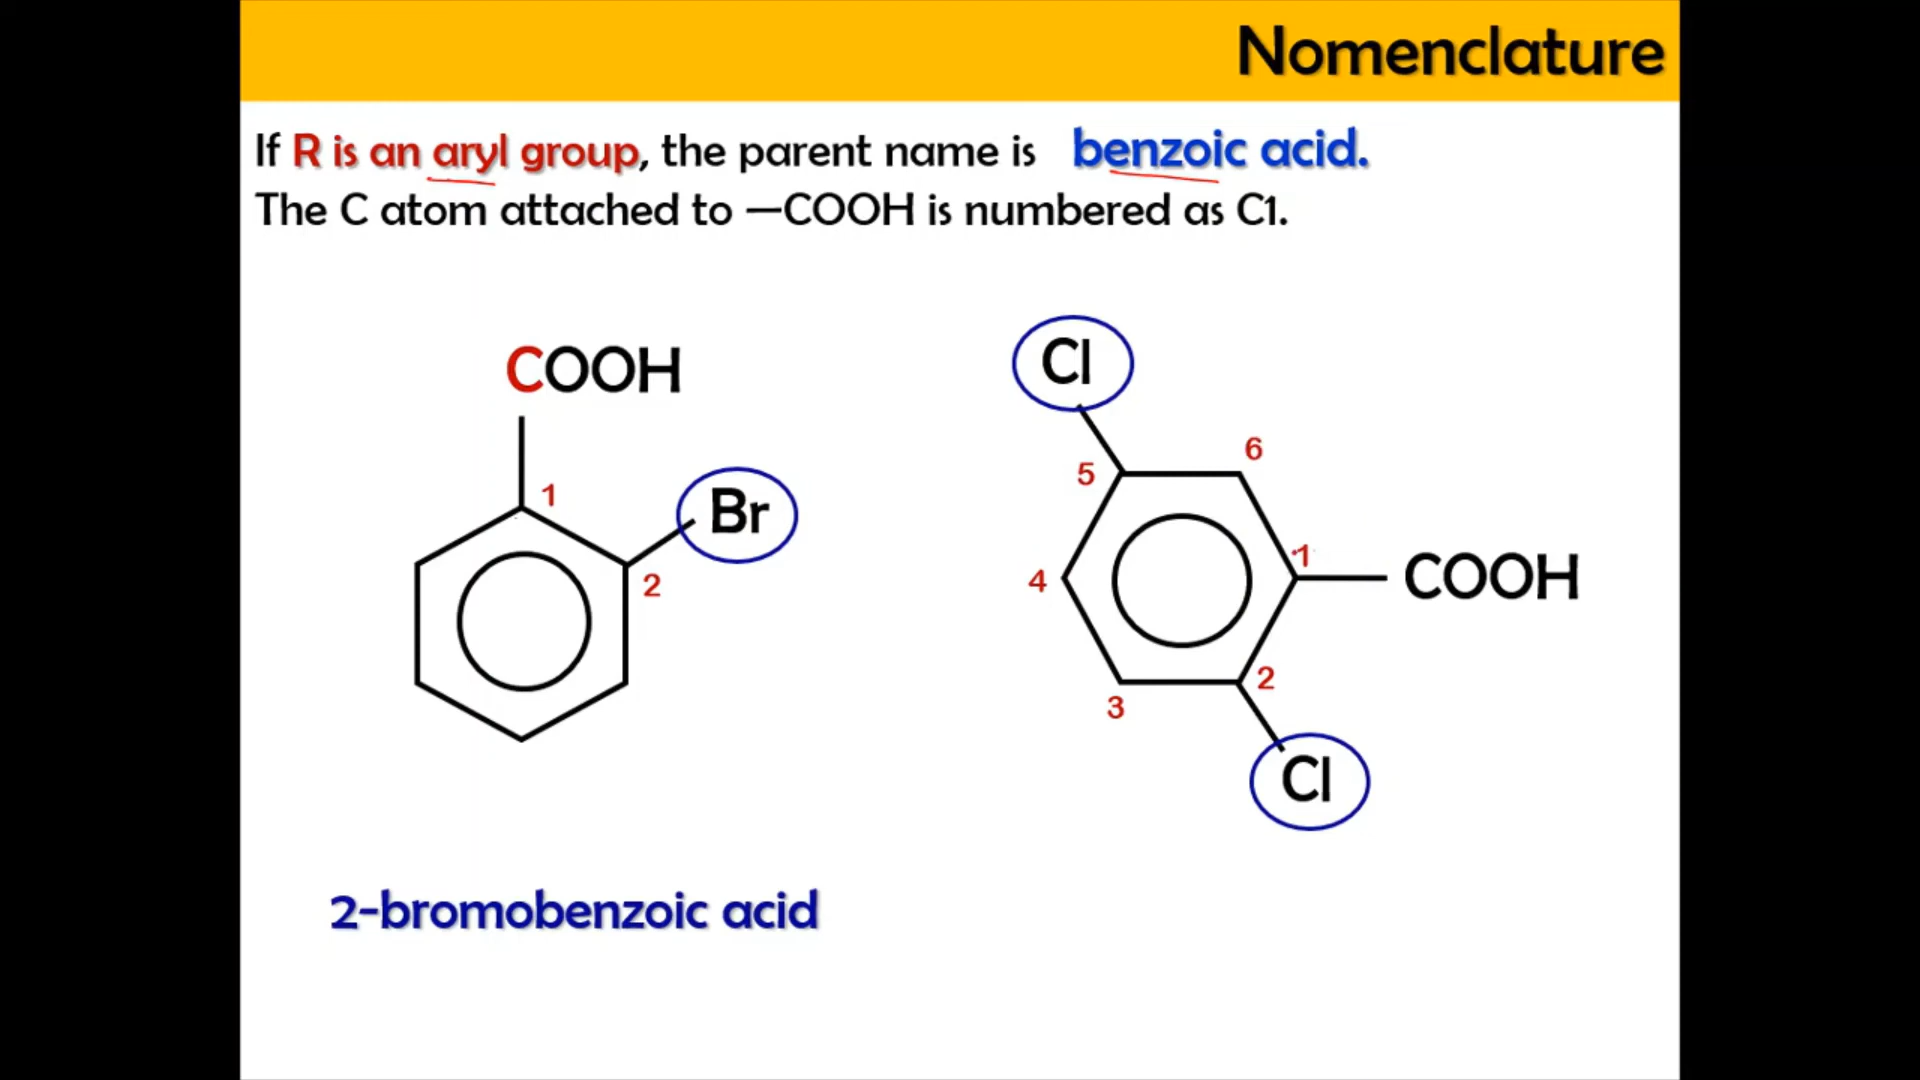 Nomenclature
If R is an aryl group, the parent name is benzoic acid.
The C atom attached to —COOH is numbered as C1.
COOH
1
Br
2
Cl
6
5
1
COOH
4
2
3
Cl
2-bromobenzoic acid